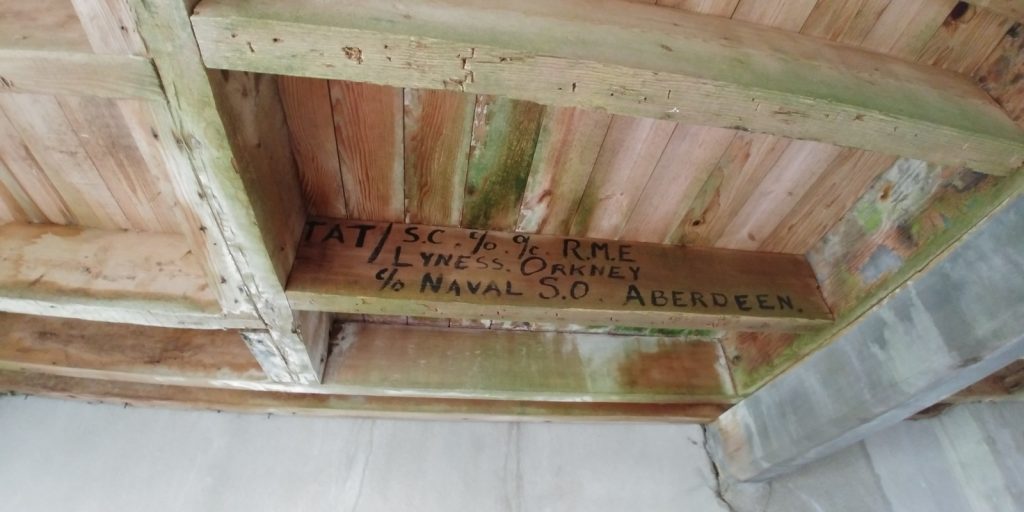 TAT/ S.C. c/o o/c. R.M.E
LYNESS. ORKNEY
c/o NAVAL S.O. ABERDEEN.